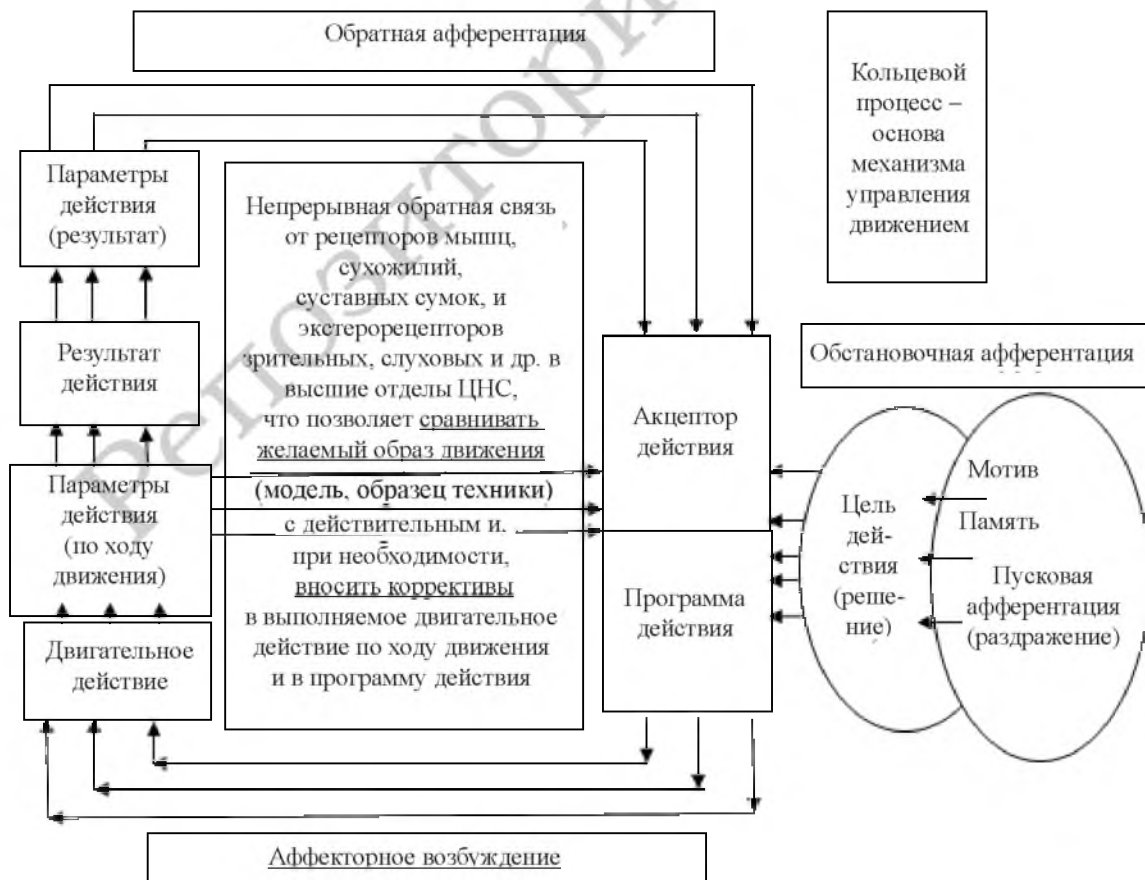 Обратная афферентация
Кольцевой
процесс –
основа
механизма
управления
движением
Параметры
действия
(результат)
Непрерывная обратная связь
от рецепторов мышц,
сухожилий,
суставных сумок, и
экстерорецепторов
зрительных, слуховых и др. в
высшие отделы ЦНС,
что позволяет сравнивать
желаемый образ движения
(модель, образец техники)
с действительным и.
при необходимости,
вносить коррективы
в выполняемое двигательное
действие по ходу движения
и в программу действия
Результат
действия
Параметры
действия
(по ходу
движения)
Двигательное
действие
Акцептор
действия
Программа
действия
Обстановочная афферентация
Цель
дей-
ствия
(реше-
ние)
Мотив
Память
Пусковая
афферентация
(раздражение)
Аффекторное возбуждение
Репозитори